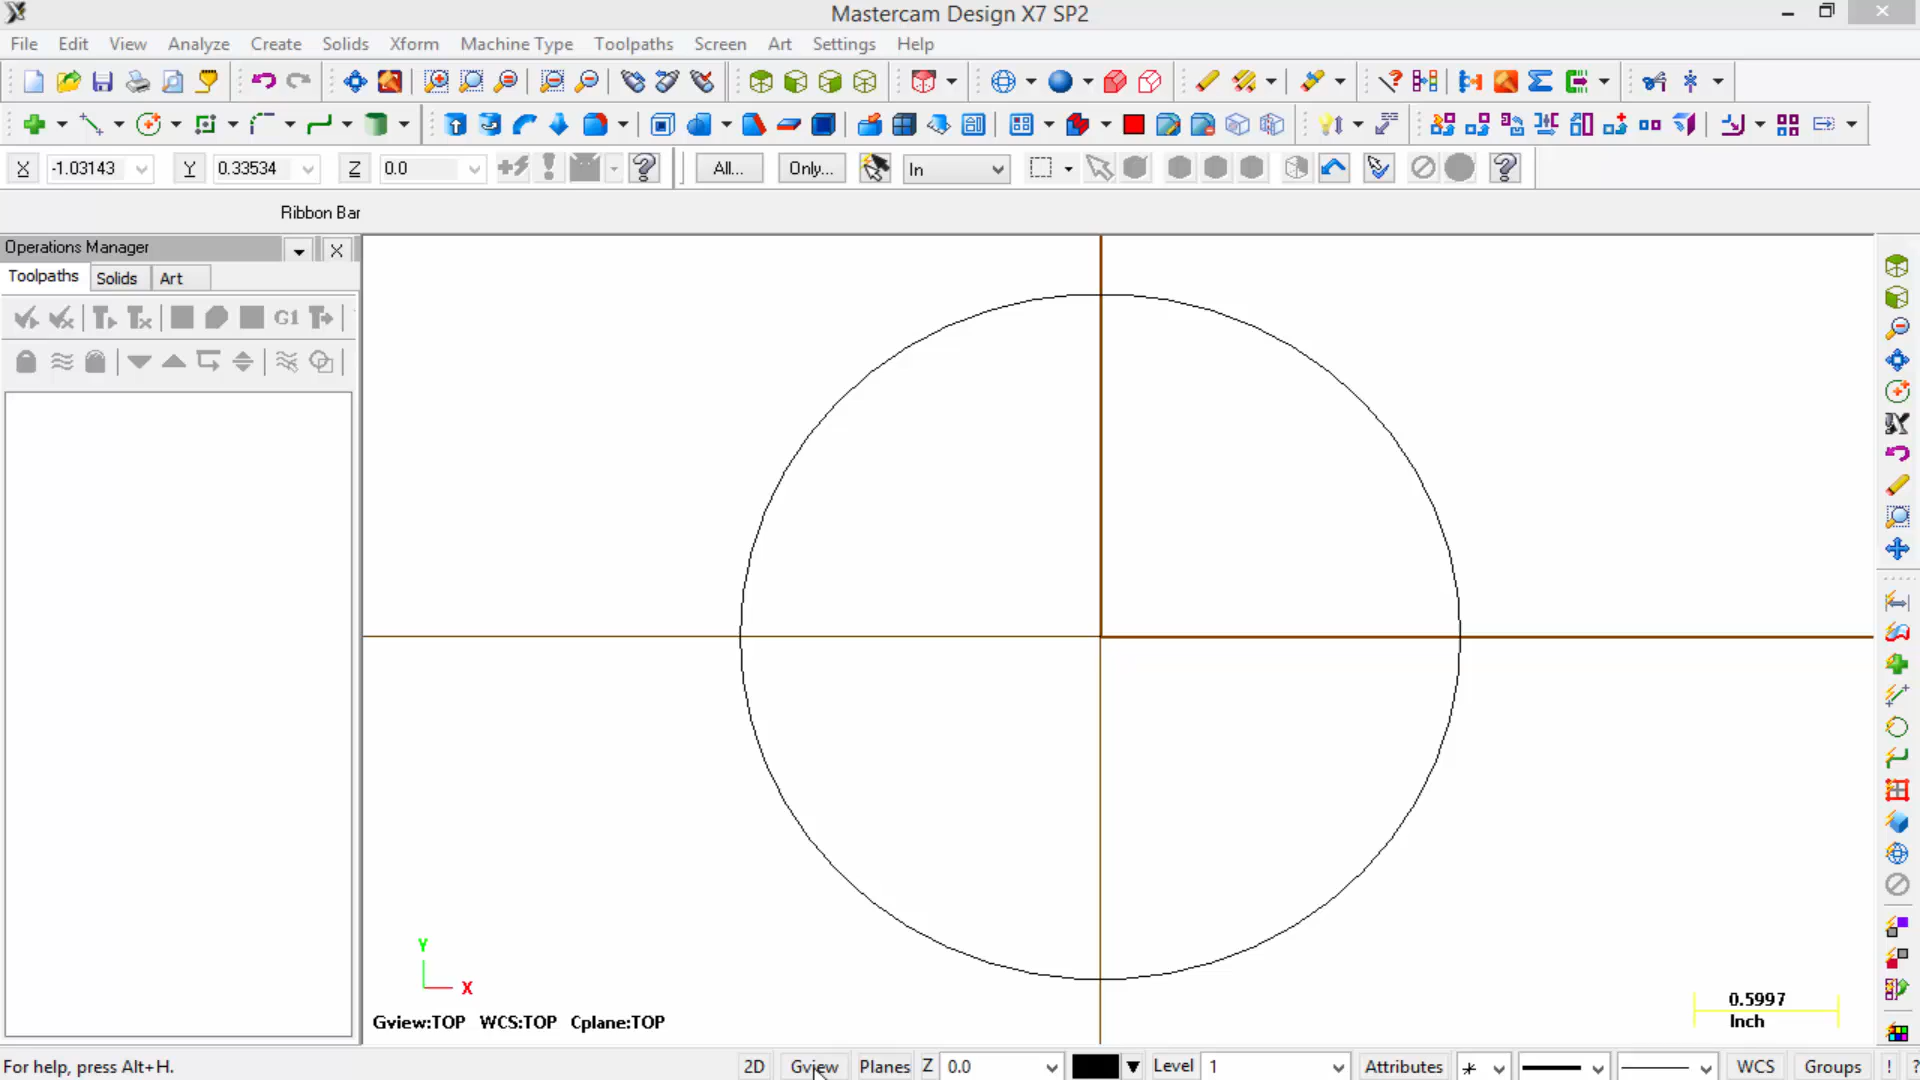 Mastercam Design X7 SP2
File Edit View Analyze Create Solids Xform Machine Type Toolpaths Screen Art Settings Help
X -1.03143 Y 0.33534 Z 0.0 All... Only... In
Ribbon Bar
Operations Manager
Toolpaths Solids Art
G1
Y
X
Gview:TOP WCS:TOP Cplane:TOP
0.5997
Inch
For help, press Alt+H. 2D Gview Planes Z 0.0 Level 1 Attributes WCS Groups ! ?